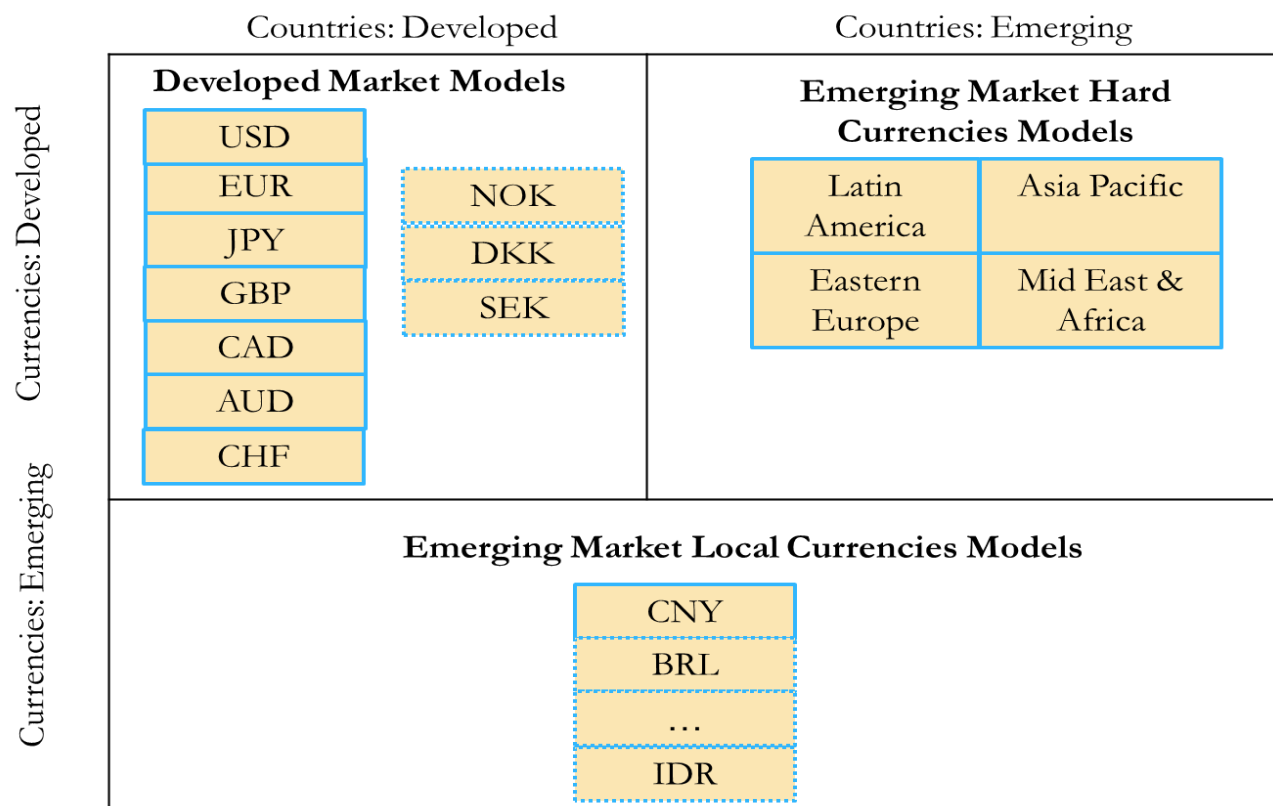 Countries: Developed
Countries: Emerging
Currencies: Developed
Developed Market Models
USD
EUR
JPY
GBP
CAD
AUD
CHF
NOK
DKK
SEK
Emerging Market Hard
Currencies Models
Latin
America
Asia Pacific
Eastern
Europe
Mid East &
Africa
Currencies: Emerging
Emerging Market Local Currencies Models
CNY
BRL
…
IDR